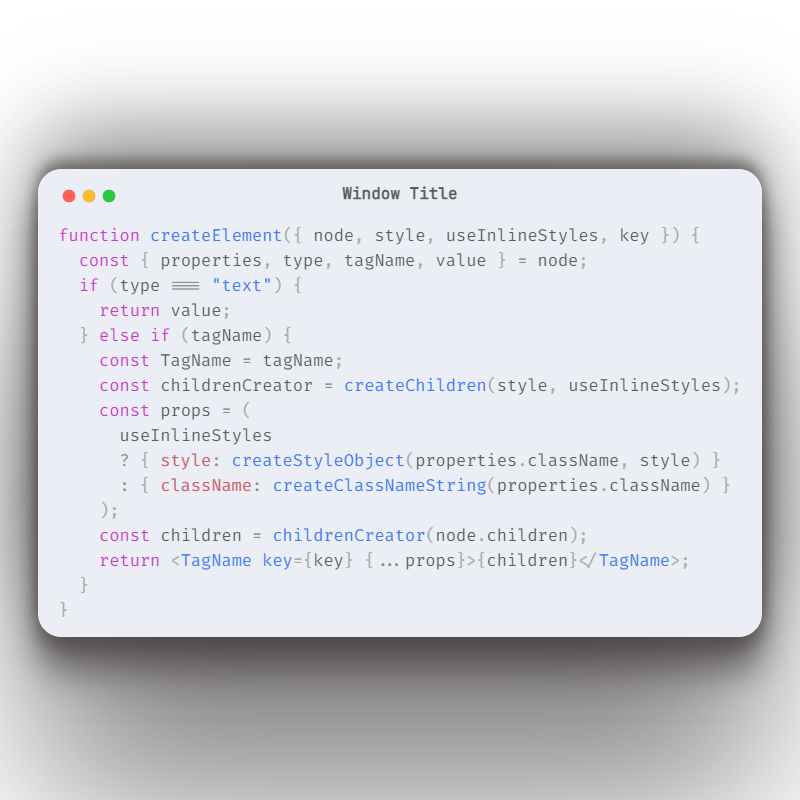 Window Title
function createElement({ node, style, useInlineStyles, key }) {
  const { properties, type, tagName, value } = node;
  if (type === "text") {
    return value;
  } else if (tagName) {
    const TagName = tagName;
    const childrenCreator = createChildren(style, useInlineStyles);
    const props = (
      useInlineStyles
      ? { style: createStyleObject(properties.className, style) }
      : { className: createClassNameString(properties.className) }
    );
    const children = childrenCreator(node.children);
    return <TagName key={key} {...props}>{children}</TagName>;
  }
}